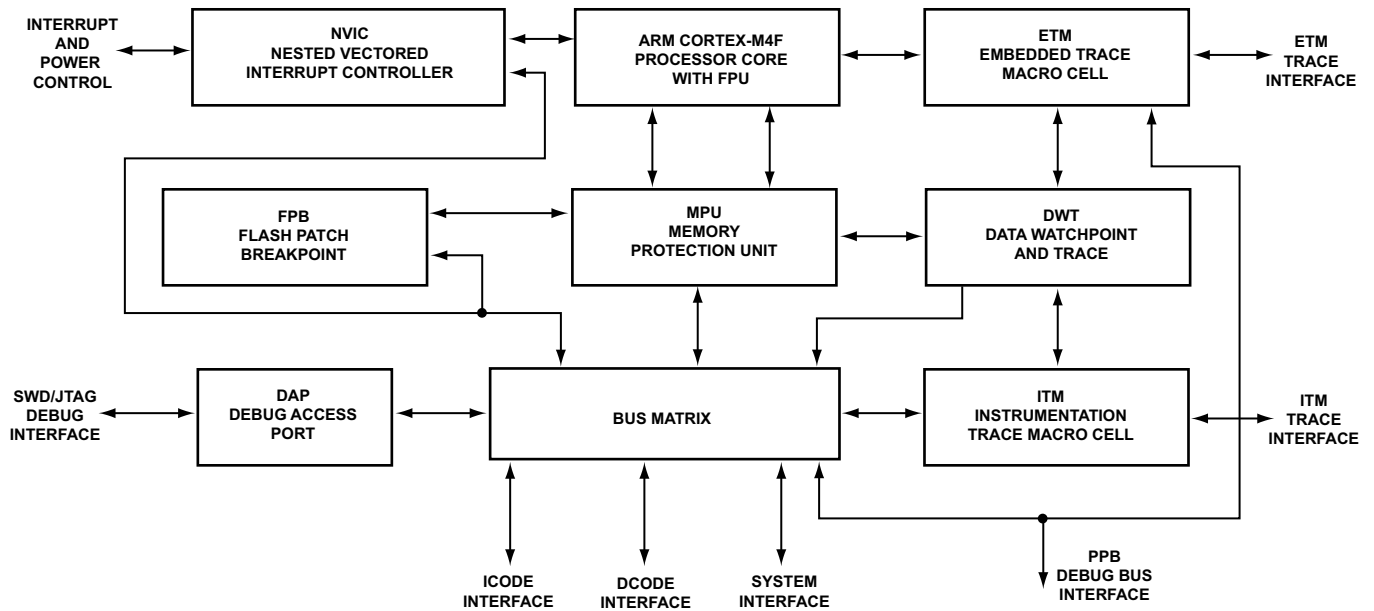 INTERRUPT
AND
POWER
CONTROL
NVIC
NESTED VECTORED
INTERRUPT CONTROLLER
ARM CORTEX-M4F
PROCESSOR CORE
WITH FPU
ETM
EMBEDDED TRACE
MACRO CELL
ETM
TRACE
INTERFACE
FPB
FLASH PATCH
BREAKPOINT
MPU
MEMORY
PROTECTION UNIT
DWT
DATA WATCHPOINT
AND TRACE
SWD/JTAG
DEBUG
INTERFACE
DAP
DEBUG ACCESS
PORT
BUS MATRIX
ITM
INSTRUMENTATION
TRACE MACRO CELL
ITM
TRACE
INTERFACE
ICODE
INTERFACE
DCODE
INTERFACE
SYSTEM
INTERFACE
PPB
DEBUG BUS
INTERFACE